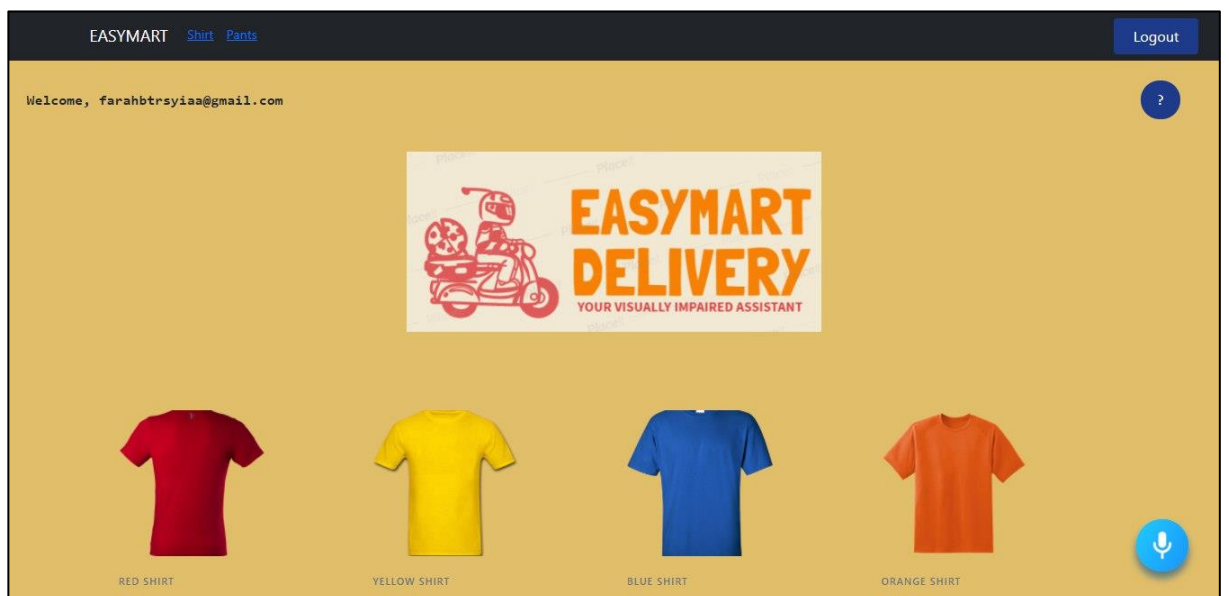 EASYMART Shirt Pants Logout
Welcome, farahbtrsyiaa@gmail.com
?
EASYMART
DELIVERY
YOUR VISUALLY IMPAIRED ASSISTANT
RED SHIRT YELLOW SHIRT BLUE SHIRT ORANGE SHIRT